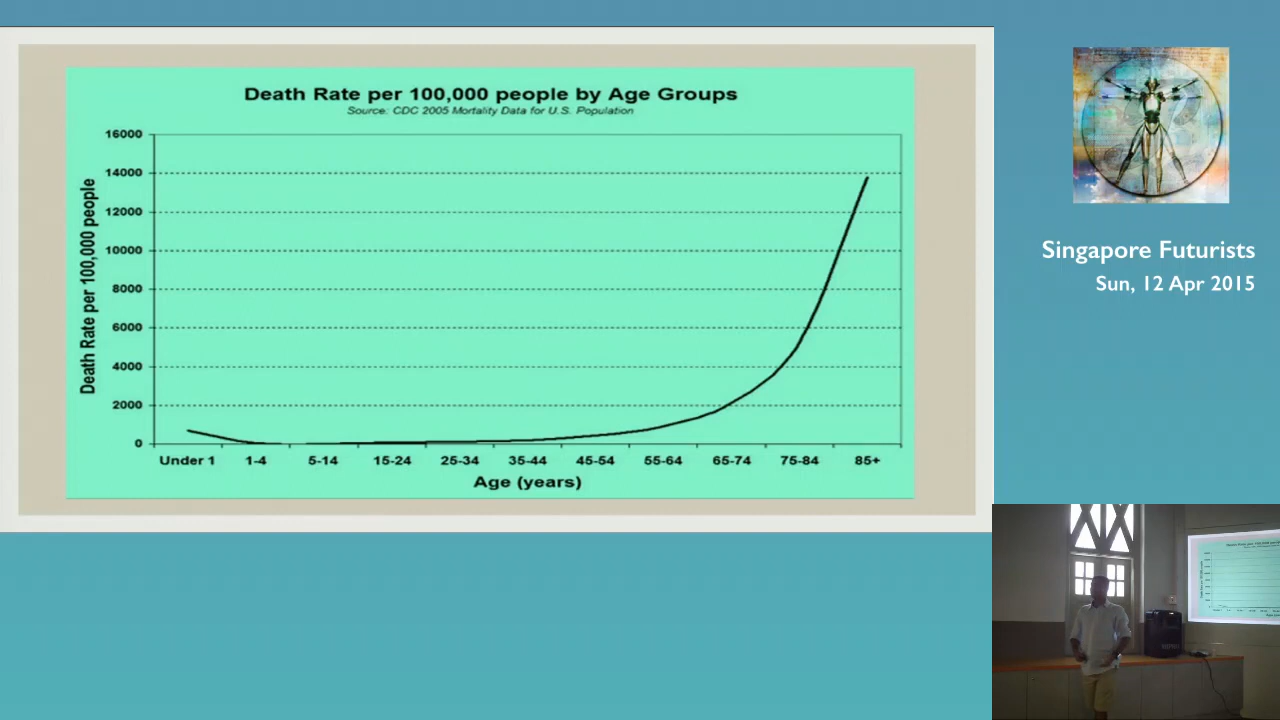 Death Rate per 100,000 people by Age Groups
Source: CDC 2005 Mortality Data for U.S. Population
Death Rate per 100,000 people
16000
14000
12000
10000
8000
6000
4000
2000
0
Under 1 1-4 5-14 15-24 25-34 35-44 45-54 55-64 65-74 75-84 85+
Age (years)
Singapore Futurists
Sun, 12 Apr 2015